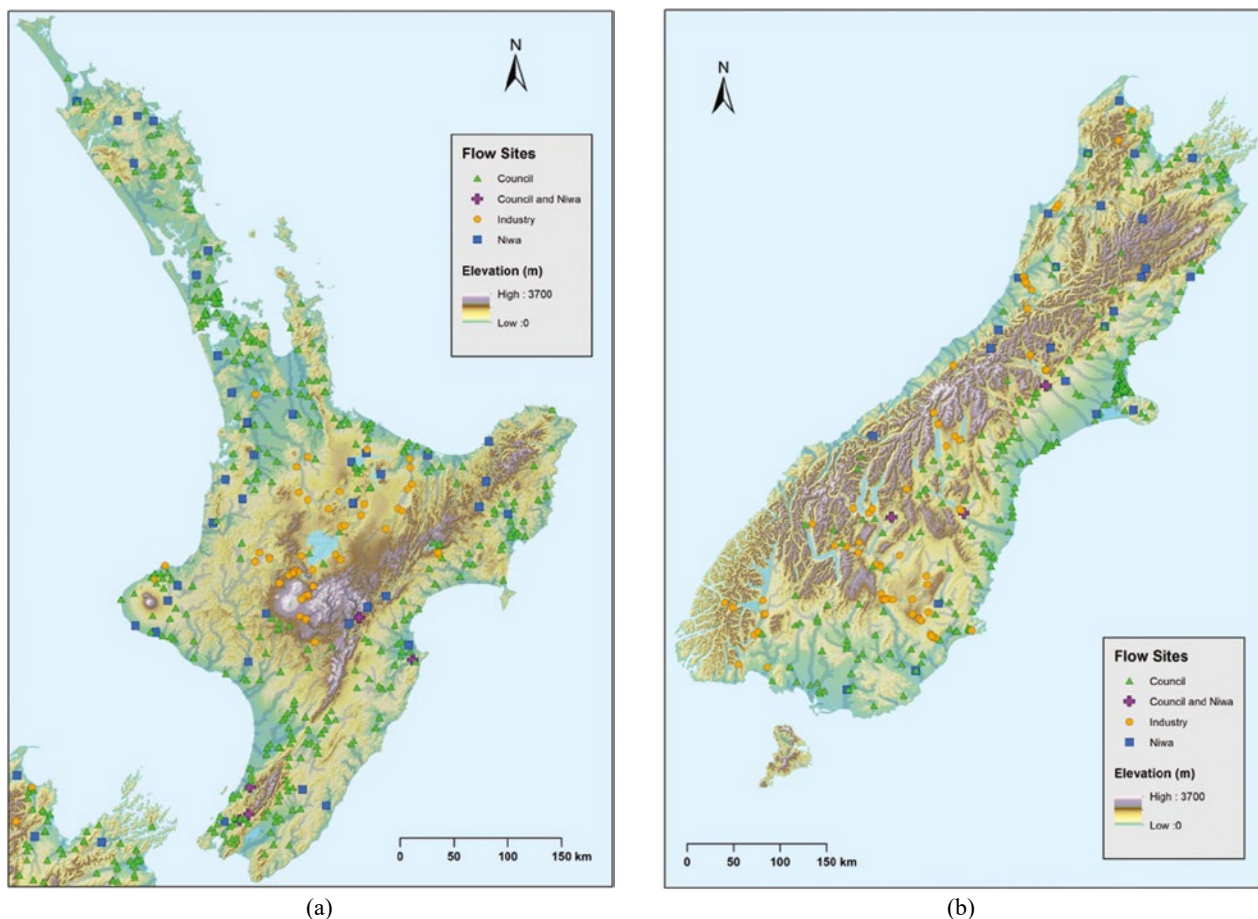 N
Flow Sites
Council
Council and Niwa
Industry
Niwa
Elevation (m)
High : 3700
Low :0
0 50 100 150 km
(a)
N
Flow Sites
Council
Council and Niwa
Industry
Niwa
Elevation (m)
High : 3700
Low :0
0 50 100 150 km
(b)